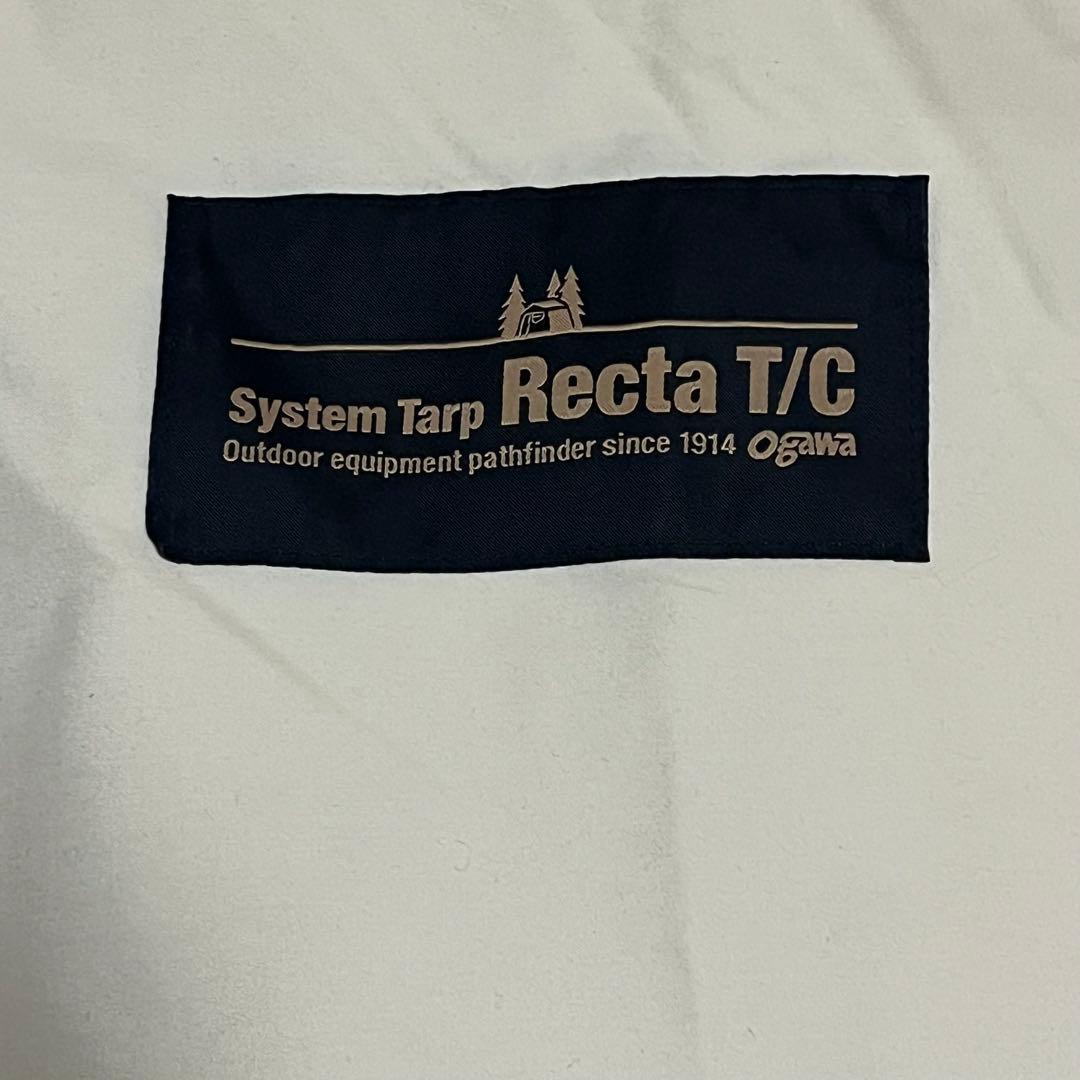 System Tarp Recta T/C
Outdoor equipment pathfinder since 1914 Ogawa